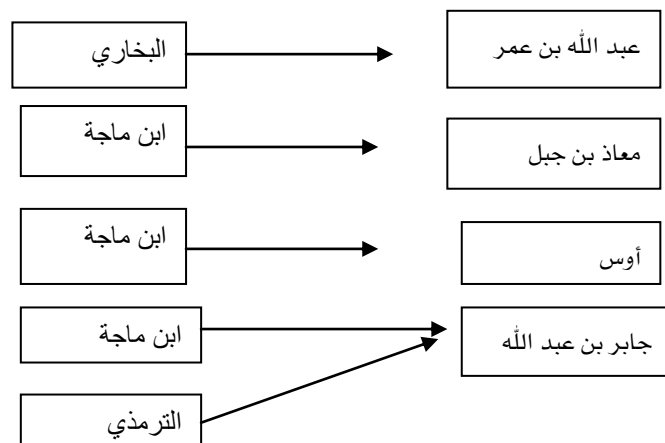 عبد الله بن عمر
البخاري
معاذ بن جبل
ابن ماجة
أوس
ابن ماجة
جابر بن عبد الله
ابن ماجة
الترمذي